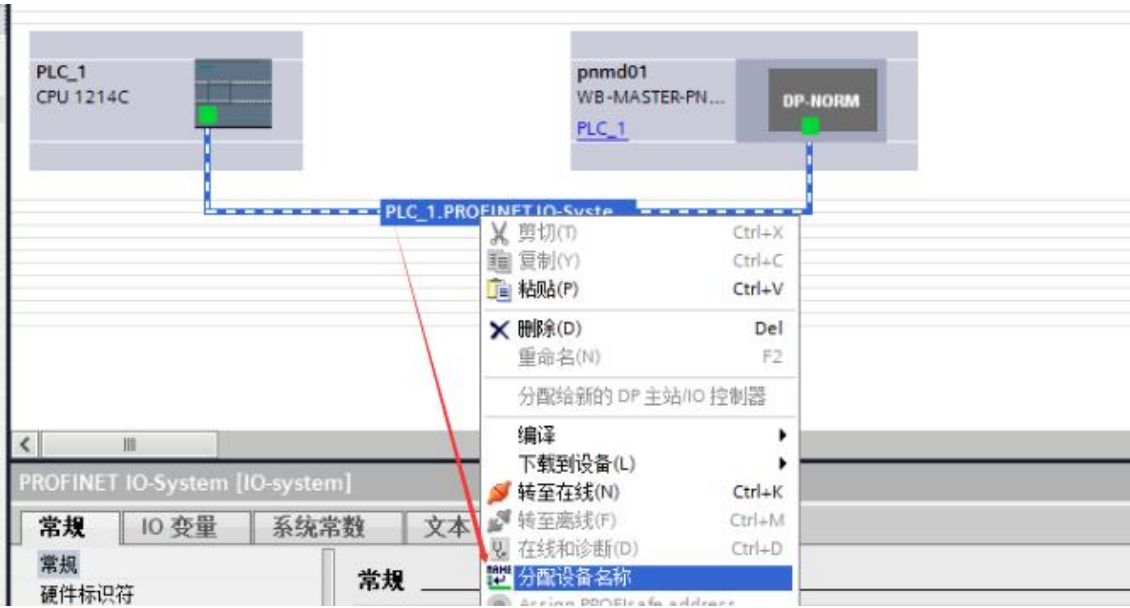 PLC_1
CPU 1214C
pnmd01
WB-MASTER-PN...
PLC_1
DP-NORM
PLC_1.PROFINET IO-Syste...
剪切(T) Ctrl+X
复制(Y) Ctrl+C
粘贴(P) Ctrl+V
删除(D) Del
重命名(N) F2
分配给新的 DP 主站/IO 控制器
编译
下载到设备(L)
转至在线(N) Ctrl+K
转至离线(F) Ctrl+M
在线和诊断(D) Ctrl+D
NAME
分配设备名称
Assign PROFIsafe address
PROFINET IO-System [IO-system]
常规
IO 变量
系统常数
文本
常规
硬件标识符
常规